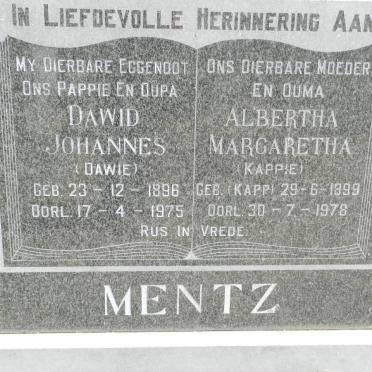 IN LIEFDEVOLLE HERINNERING AAN
MY DIERBARE EGGENOOT
ONS PAPPIE EN OUPA
DAWID
JOHANNES
(DAWIE)
GEB. 23 - 12 - 1896
OORL. 17 - 4 - 1975
ONS DIERBARE MOEDER
EN OUMA
ALBERTHA
MARGARETHA
(KAPPIE)
GEB. (KAPP) 29-6-1899
OORL. 30-7-1978
RUS IN VREDE.
MENTZ